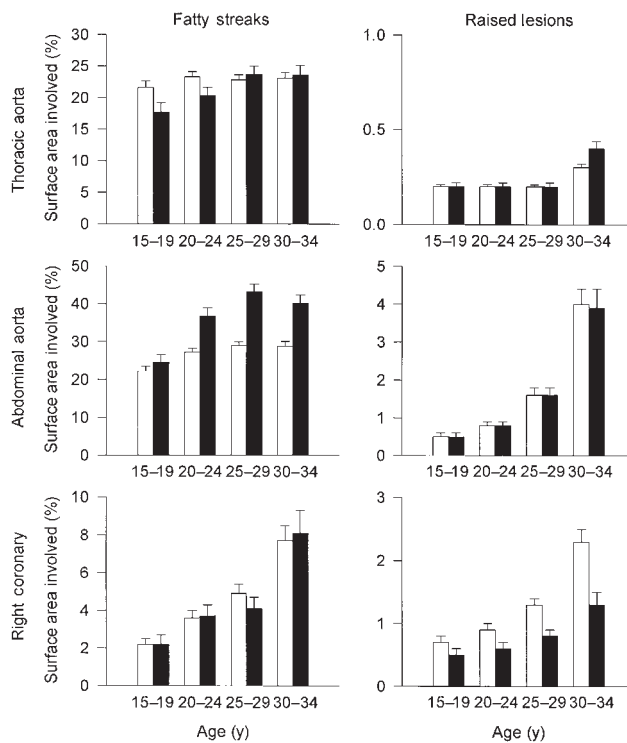 Fatty streaks
Raised lesions
Thoracic aorta
Surface area involved (%)
30
25
20
15
10
5
0
15–19 20–24 25–29 30–34
1.0
0.5
0.0
15–19 20–24 25–29 30–34
Abdominal aorta
Surface area involved (%)
50
40
30
20
10
0
15–19 20–24 25–29 30–34
5
4
3
2
1
0
15–19 20–24 25–29 30–34
Right coronary
Surface area involved (%)
10
8
6
4
2
0
15–19 20–24 25–29 30–34
Age (y)
3
2
1
0
15–19 20–24 25–29 30–34
Age (y)